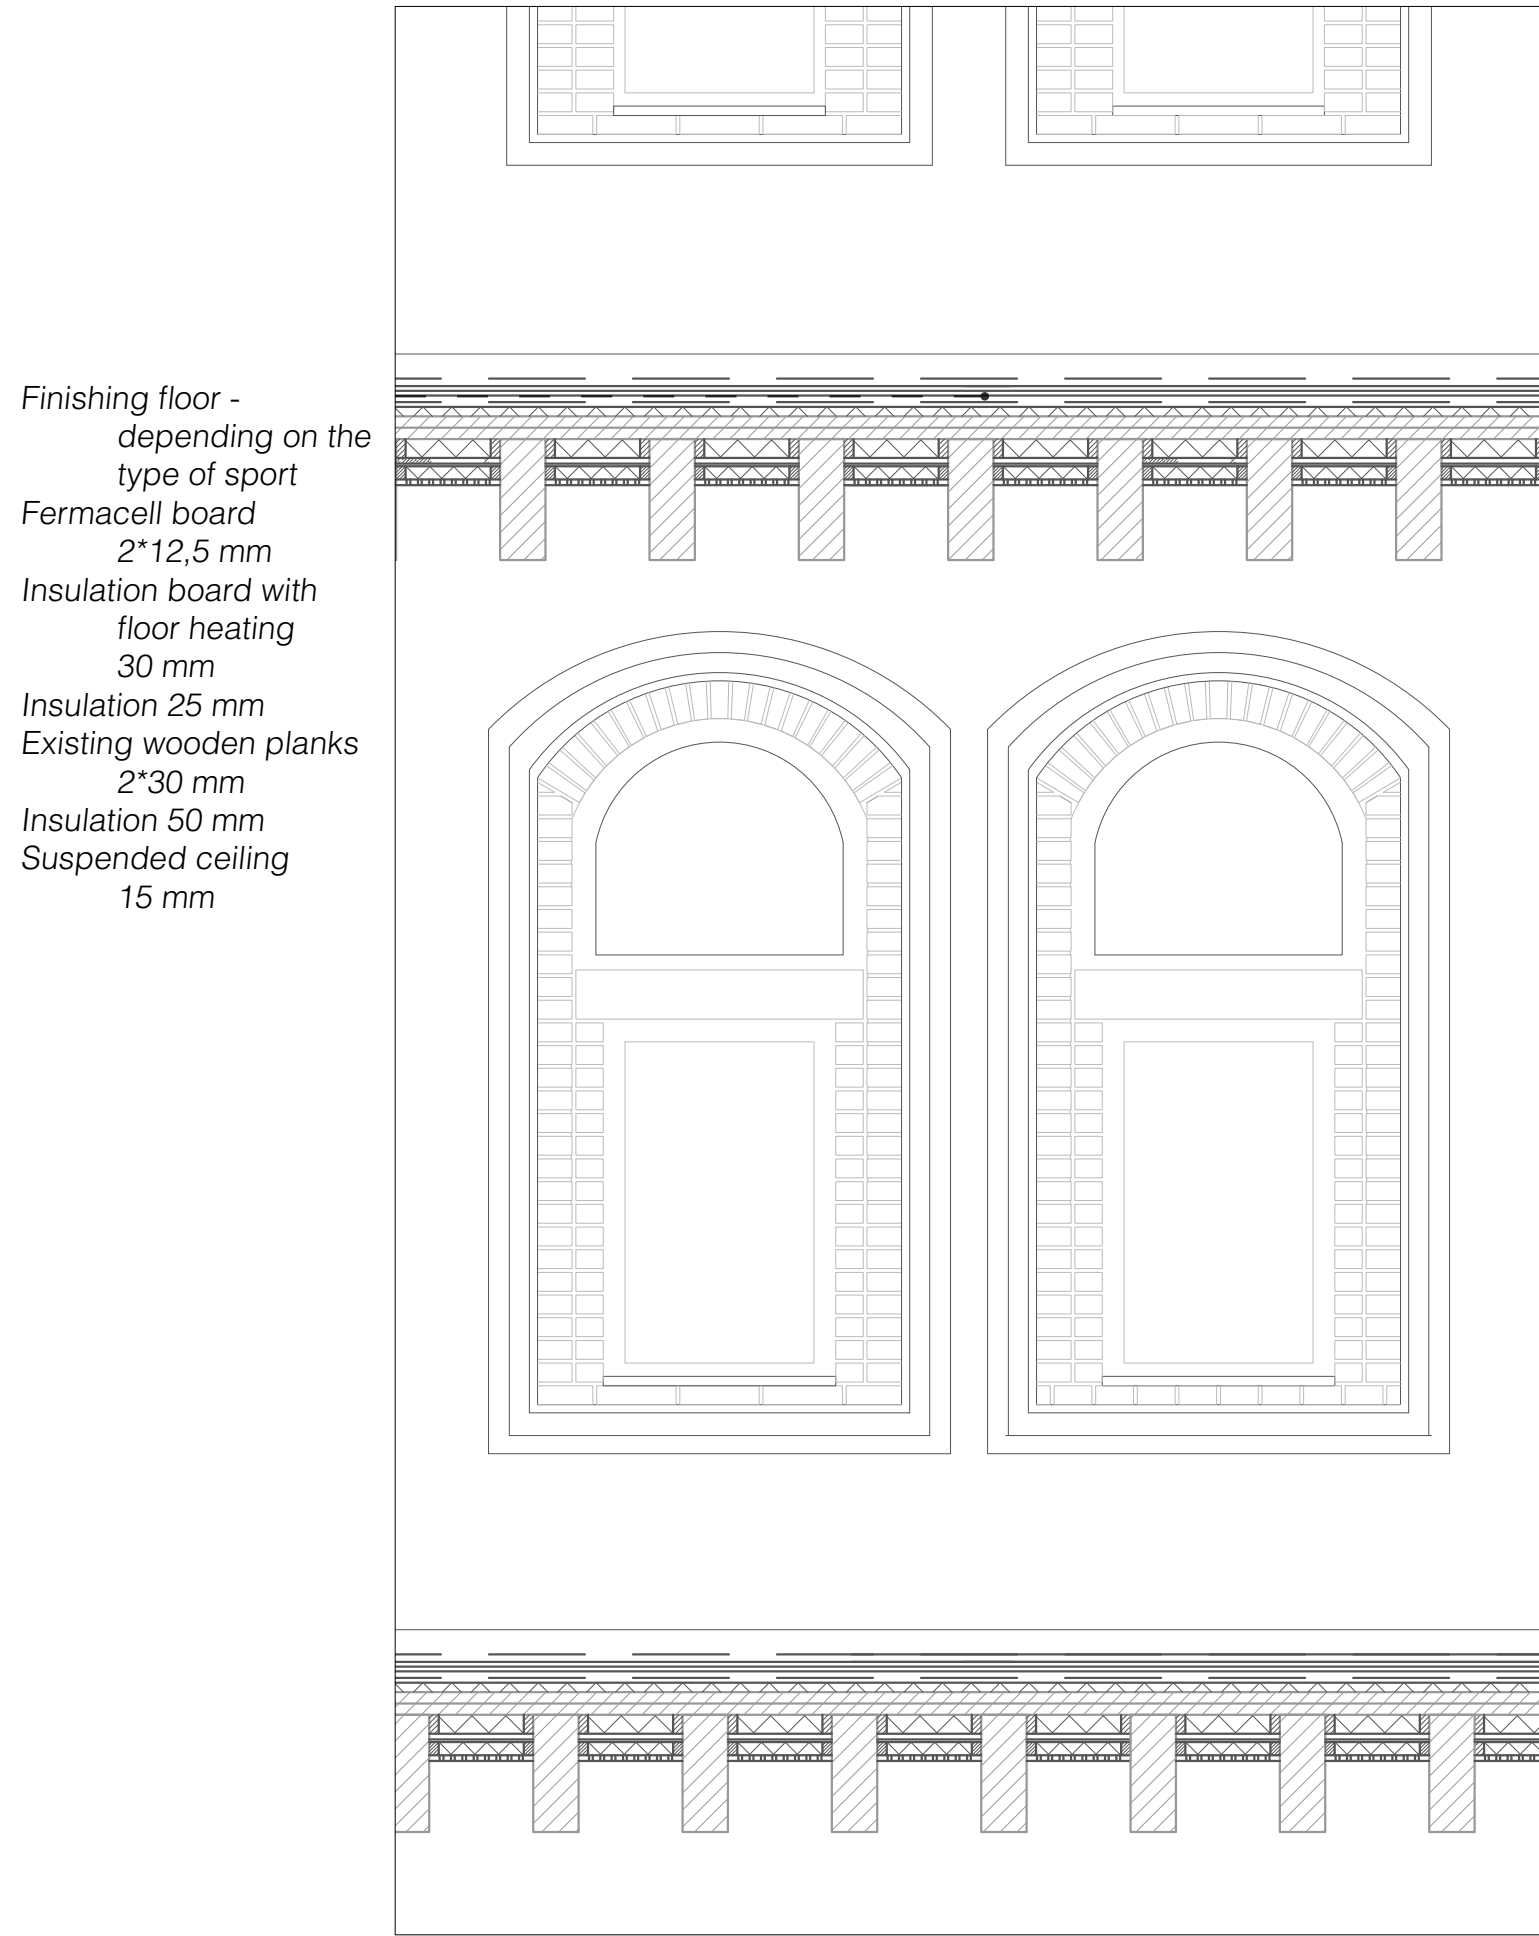 Finishing floor -
depending on the
type of sport
Fermacell board
2*12,5 mm
Insulation board with
floor heating
30 mm
Insulation 25 mm
Existing wooden planks
2*30 mm
Insulation 50 mm
Suspended ceiling
15 mm